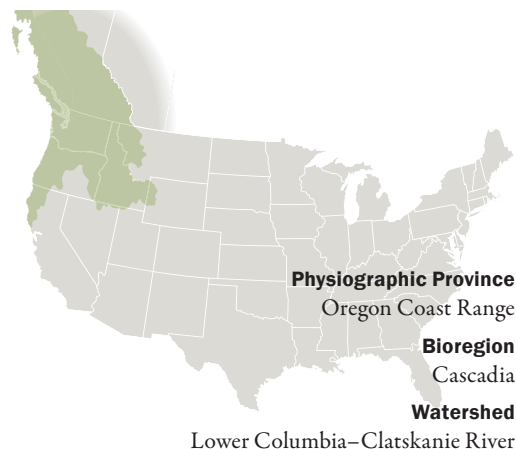 Physiographic Province
Oregon Coast Range
Bioregion
Cascadia
Watershed
Lower Columbia–Clatskanie River